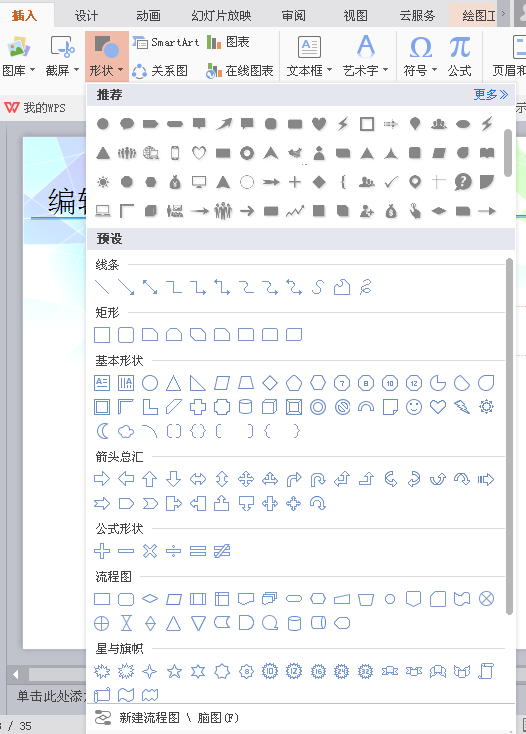 插入 设计 动画 幻灯片放映 审阅 视图 云服务 绘图工
SmartArt 图表
图库 截屏 形状 关系图 在线图表 文本框 艺术字 符号 公式 页眉和
我的WPS
推荐 更多
编辑
预设
线条
矩形
基本形状
箭头总汇
公式形状
流程图
星与旗帜
单击此处添加
新建流程图 \ 脑图(F)
/ 35